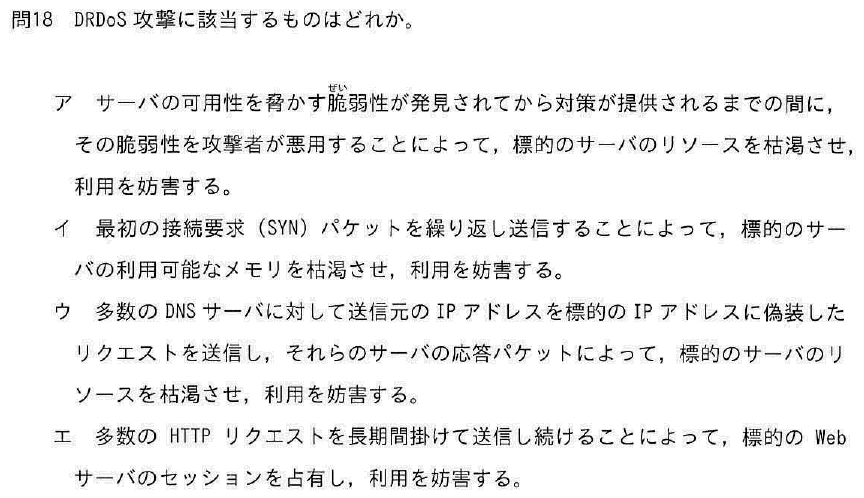 問18 DRDoS 攻撃に該当するものはどれか。
ア サーバの可用性を脅かす脆弱性が発見されてから対策が提供されるまでの間に，
ぜい
その脆弱性を攻撃者が悪用することによって，標的のサーバのリソースを枯渇させ，
利用を妨害する。
イ 最初の接続要求（SYN）パケットを繰り返し送信することによって，標的のサー
バの利用可能なメモリを枯渇させ，利用を妨害する。
ウ 多数の DNS サーバに対して送信元の IP アドレスを標的の IP アドレスに偽装した
リクエストを送信し，それらのサーバの応答パケットによって，標的のサーバのリ
ソースを枯渇させ，利用を妨害する。
エ 多数の HTTP リクエストを長期間掛けて送信し続けることによって，標的の Web
サーバのセッションを占有し，利用を妨害する。